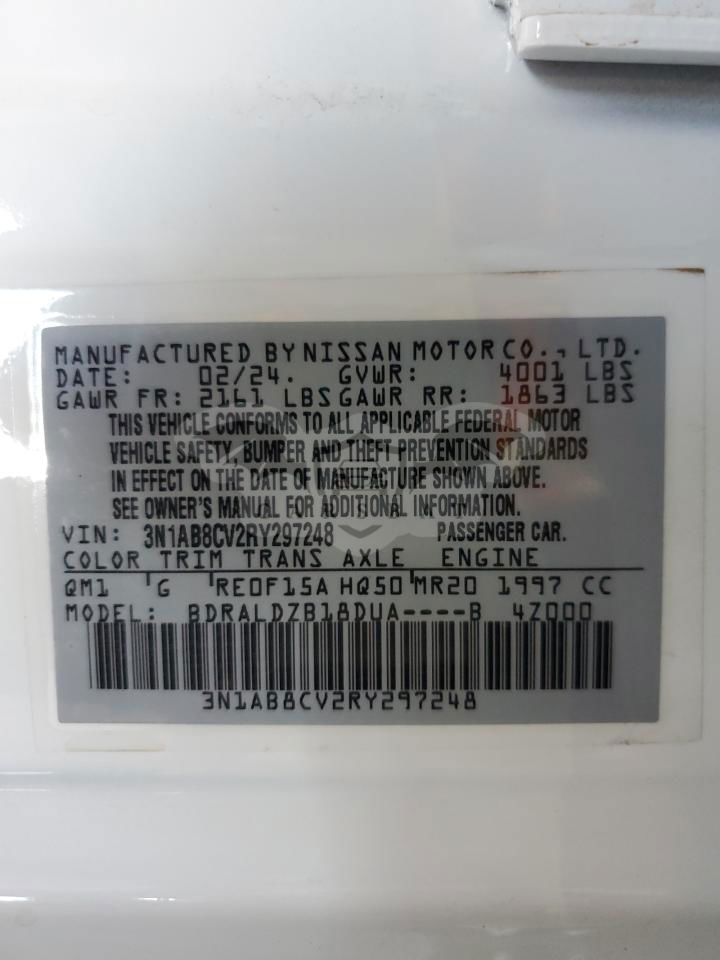 MANUFACTURED BY NISSAN MOTOR CO., LTD.
DATE: 02/24. GVWR: 4001 LBS
GAWR FR: 2161 LBS GAWR RR: 1863 LBS
THIS VEHICLE CONFORMS TO ALL APPLICABLE FEDERAL MOTOR
VEHICLE SAFETY, BUMPER AND THEFT PREVENTION STANDARDS
IN EFFECT ON THE DATE OF MANUFACTURE SHOWN ABOVE.
SEE OWNER'S MANUAL FOR ADDITIONAL INFORMATION.
VIN: 3N1AB8CV2RY297248 PASSENGER CAR.
COLOR TRIM TRANS AXLE ENGINE
QM1 'G 'RE0F15A HQ50'MR20 1997 CC
MODEL: BDRALDZB18DUA----B 4Z000
3N1AB8CV2RY297248